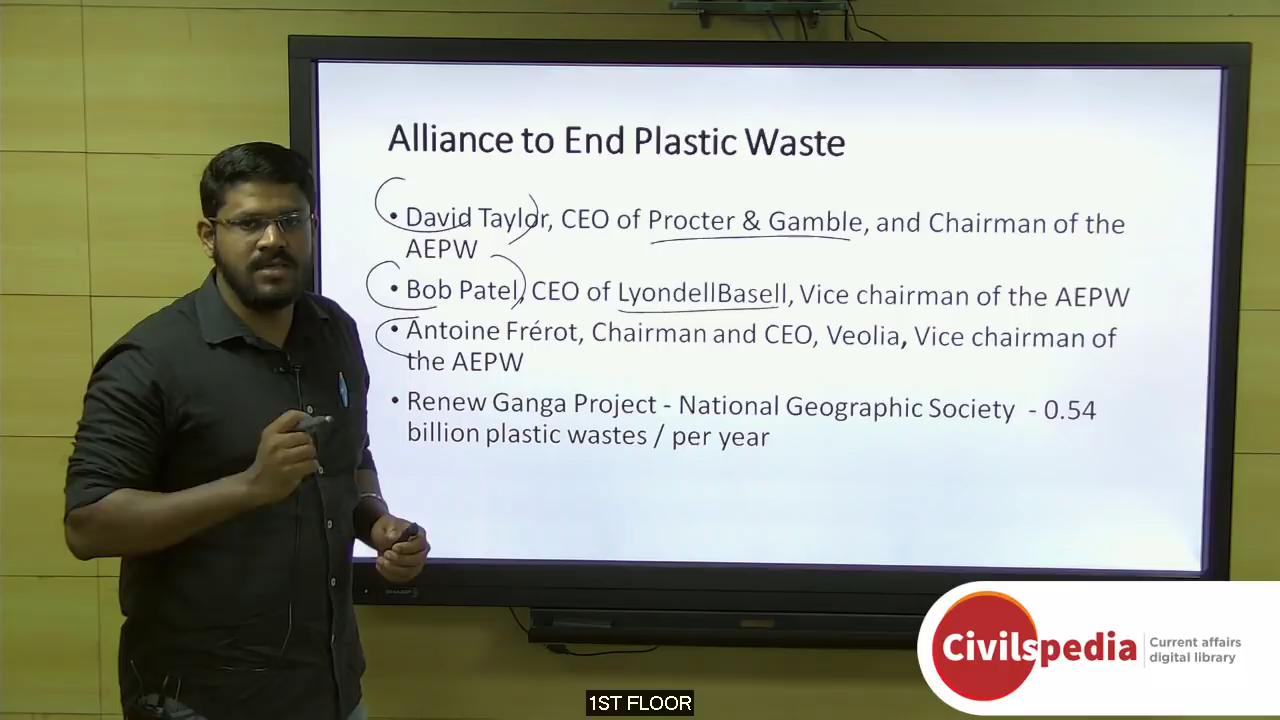 Alliance to End Plastic Waste
• David Taylor, CEO of Procter & Gamble, and Chairman of the
AEPW
• Bob Patel, CEO of LyondellBasell, Vice chairman of the AEPW
• Antoine Frérot, Chairman and CEO, Veolia, Vice chairman of
the AEPW
• Renew Ganga Project - National Geographic Society - 0.54
billion plastic wastes / per year
SHARP
Civilspedia
Current affairs
digital library
1ST FLOOR